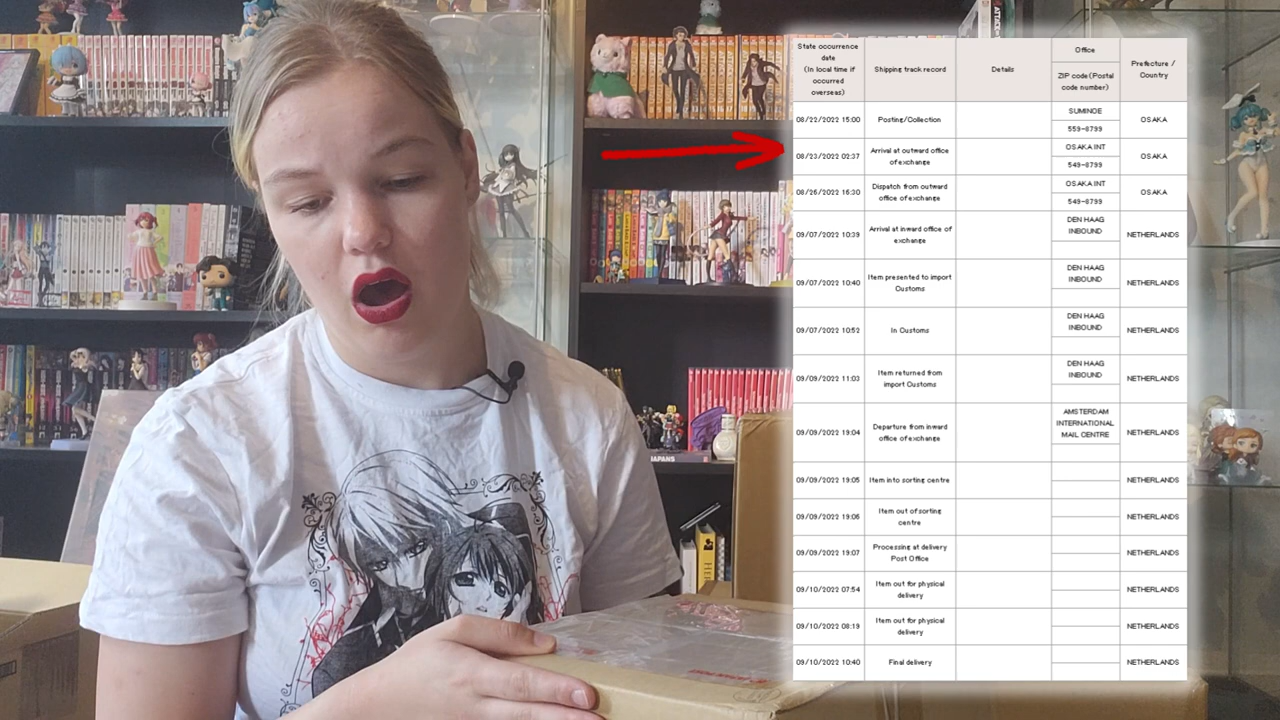 State occurrence
date
(In local time if
occurred
overseas)
Shipping track record
Details
Office
ZIP code(Postal
code number)
Prefecture /
Country
08/22/2022 15:00
Posting/Collection
SUMINOE
559-8799
OSAKA
08/23/2022 02:37
Arrival at outward office
of exchange
OSAKA INT
549-8799
OSAKA
08/26/2022 16:30
Dispatch from outward
office of exchange
OSAKA INT
549-8799
OSAKA
09/07/2022 10:39
Arrival at inward office of
exchange
DEN HAAG
INBOUND
NETHERLANDS
09/07/2022 10:40
Item presented to import
Customs
DEN HAAG
INBOUND
NETHERLANDS
09/07/2022 10:52
In Customs
DEN HAAG
INBOUND
NETHERLANDS
09/09/2022 11:03
Item returned from
import Customs
DEN HAAG
INBOUND
NETHERLANDS
09/09/2022 19:04
Departure from inward
office of exchange
AMSTERDAM
INTERNATIONAL
MAIL CENTRE
NETHERLANDS
09/09/2022 19:05
Item into sorting centre
NETHERLANDS
09/09/2022 19:06
Item out of sorting
centre
NETHERLANDS
09/09/2022 19:07
Processing at delivery
Post Office
NETHERLANDS
09/10/2022 07:54
Item out for physical
delivery
NETHERLANDS
09/10/2022 08:19
Item out for physical
delivery
NETHERLANDS
09/10/2022 10:40
Final delivery
NETHERLANDS
JAPANS